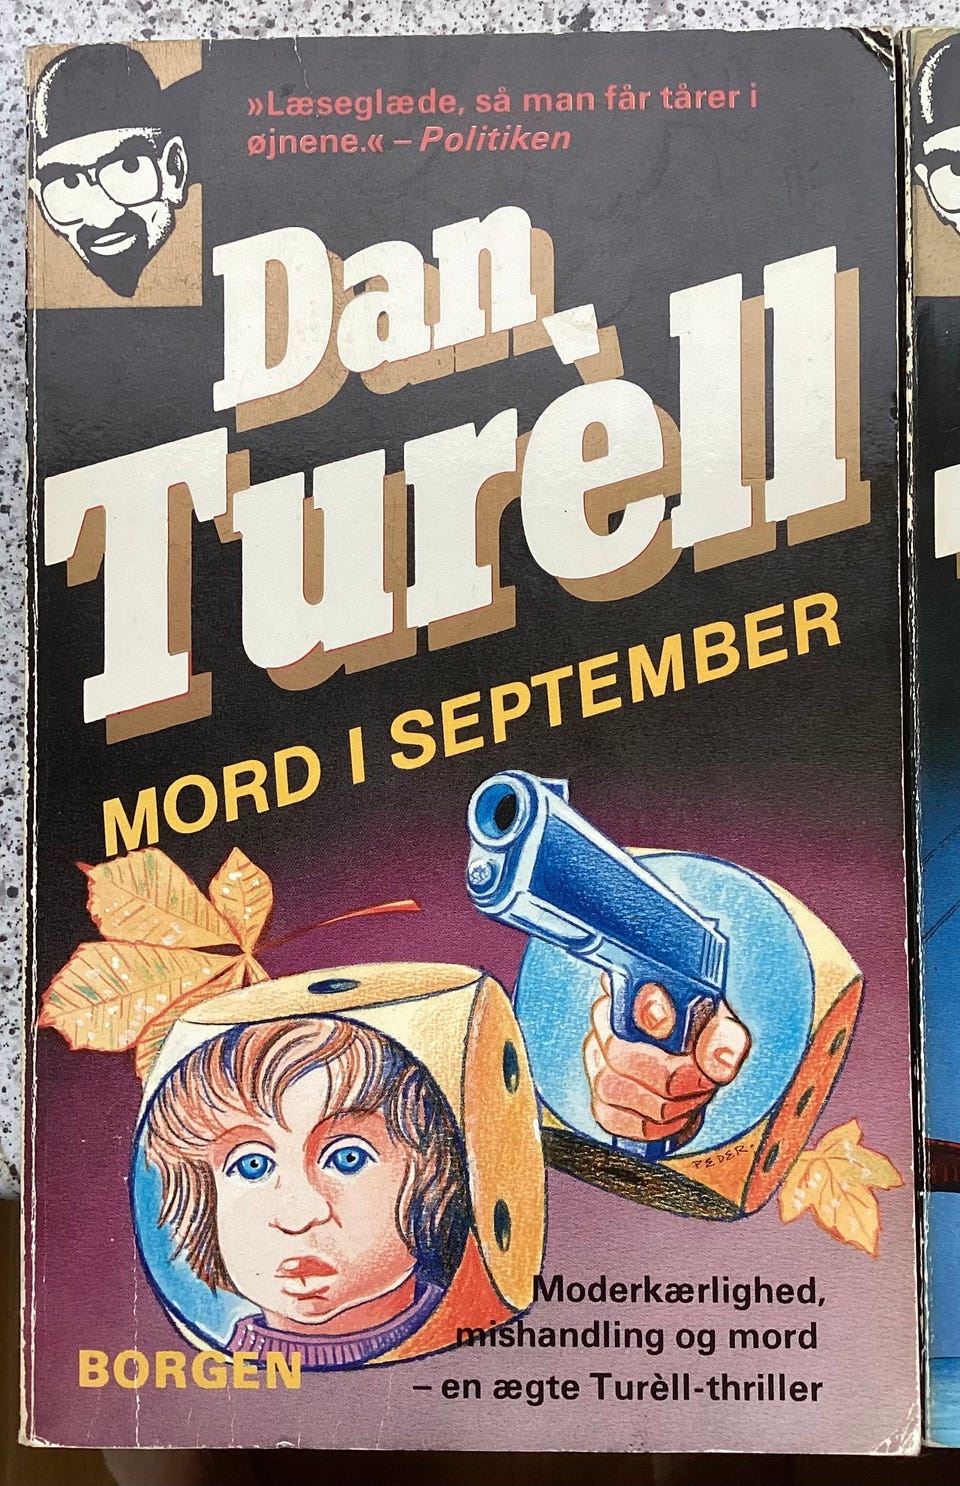 »Læseglæde, så man får tårer i
øjnene.« – Politiken
Dan
Turèll
MORD I SEPTEMBER
PEDER.
Moderkærlighed,
mishandling og mord
– en ægte Turèll-thriller
BORGEN